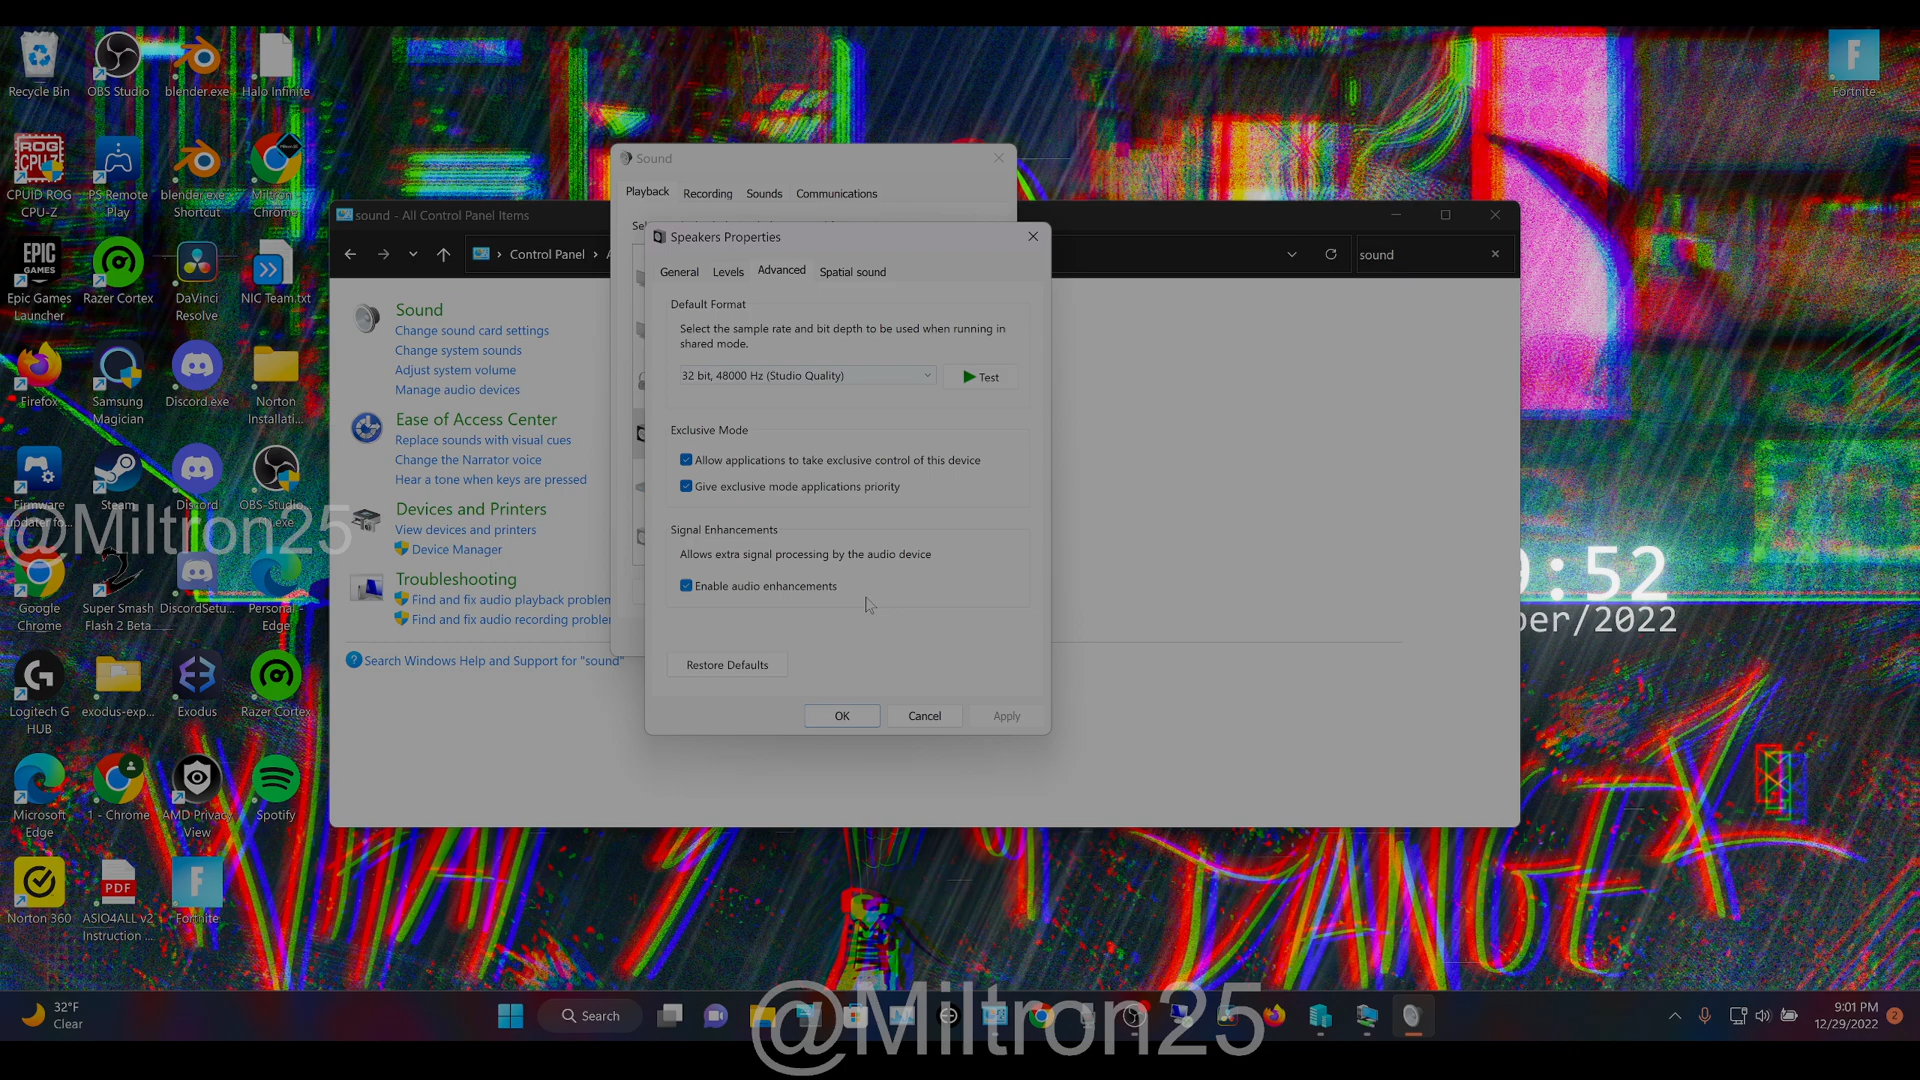 Recycle Bin
OBS Studio
blender.exe
Halo Infinite
Fortnite
CPUID ROG
CPU-Z
PS Remote
Play
blender.exe
Shortcut
Miltron -
Chrome
Epic Games
Launcher
Razer Cortex
DaVinci
Resolve
NIC Team.txt
Firefox
Samsung
Magician
Discord.exe
Norton
Installati...
Firmware
updater fo...
Steam
Discord
OBS-Studio...
Google
Chrome
Super Smash
Flash 2 Beta
DiscordSetu...
Personal -
Edge
Logitech G
HUB
exodus-exp...
Exodus
Razer Cortex
Microsoft
Edge
1 - Chrome
AMD Privacy
View
Spotify
Norton 360
ASIO4ALL v2
Instruction ...
Fortnite
ROG
CPU-Z
EPIC
GAMES
PDF
F
F
@Miltron25
sound - All Control Panel Items
Control Panel
sound
Sound
Change sound card settings
Change system sounds
Adjust system volume
Manage audio devices
Ease of Access Center
Replace sounds with visual cues
Change the Narrator voice
Hear a tone when keys are pressed
Devices and Printers
View devices and printers
Device Manager
Troubleshooting
Find and fix audio playback problem
Find and fix audio recording probler
Search Windows Help and Support for "sound"
Sound
Playback Recording Sounds Communications
Speakers Properties
General Levels Advanced Spatial sound
Default Format
Select the sample rate and bit depth to be used when running in
shared mode.
32 bit, 48000 Hz (Studio Quality)
Test
Exclusive Mode
Allow applications to take exclusive control of this device
Give exclusive mode applications priority
Signal Enhancements
Allows extra signal processing by the audio device
Enable audio enhancements
Restore Defaults
OK Cancel Apply
:52
ber/2022
DANGER
32°F
Clear
Search
@Miltron25
9:01 PM
12/29/2022
2